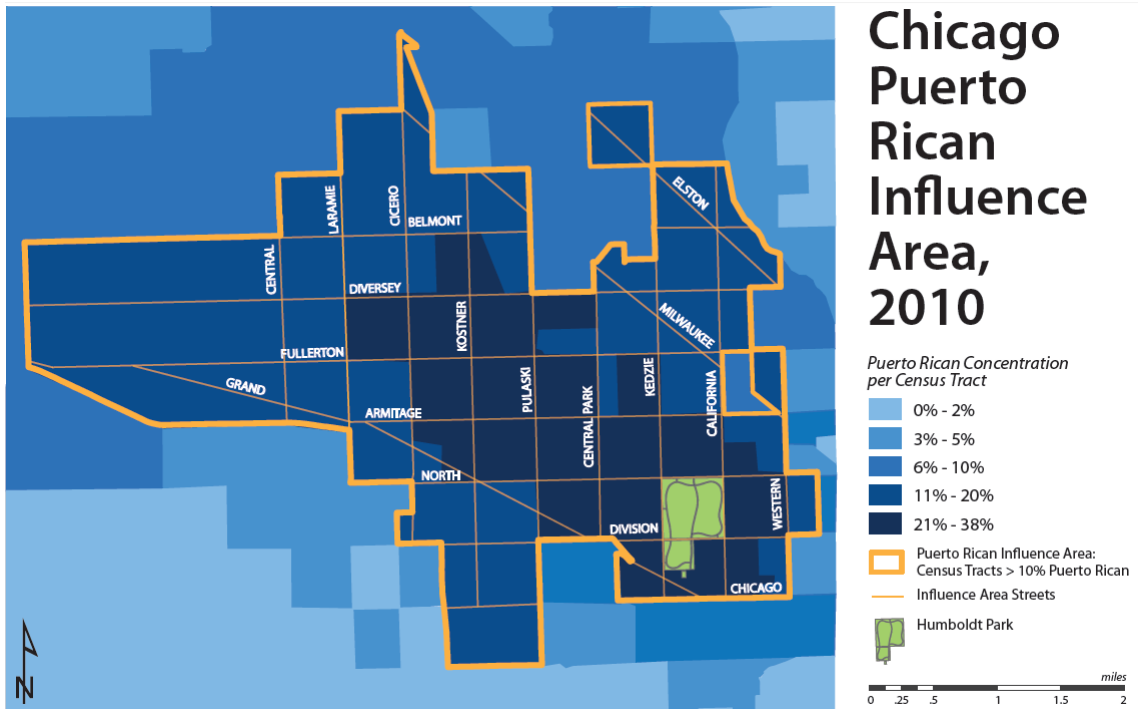 Chicago
Puerto
Rican
Influence
Area,
2010
Puerto Rican Concentration
per Census Tract
0% - 2%
3% - 5%
6% - 10%
11% - 20%
21% - 38%
Puerto Rican Influence Area:
Census Tracts > 10% Puerto Rican
Influence Area Streets
Humboldt Park
miles
0 .25 .5 1 1.5 2
LARAMIE
CICERO
BELMONT
ELSTON
CENTRAL
DIVERSEY
KOSTNER
MILWAUKEE
FULLERTON
GRAND
PULASKI
KEDZIE
CALIFORNIA
ARMITAGE
CENTRAL PARK
NORTH
WESTERN
DIVISION
CHICAGO
N